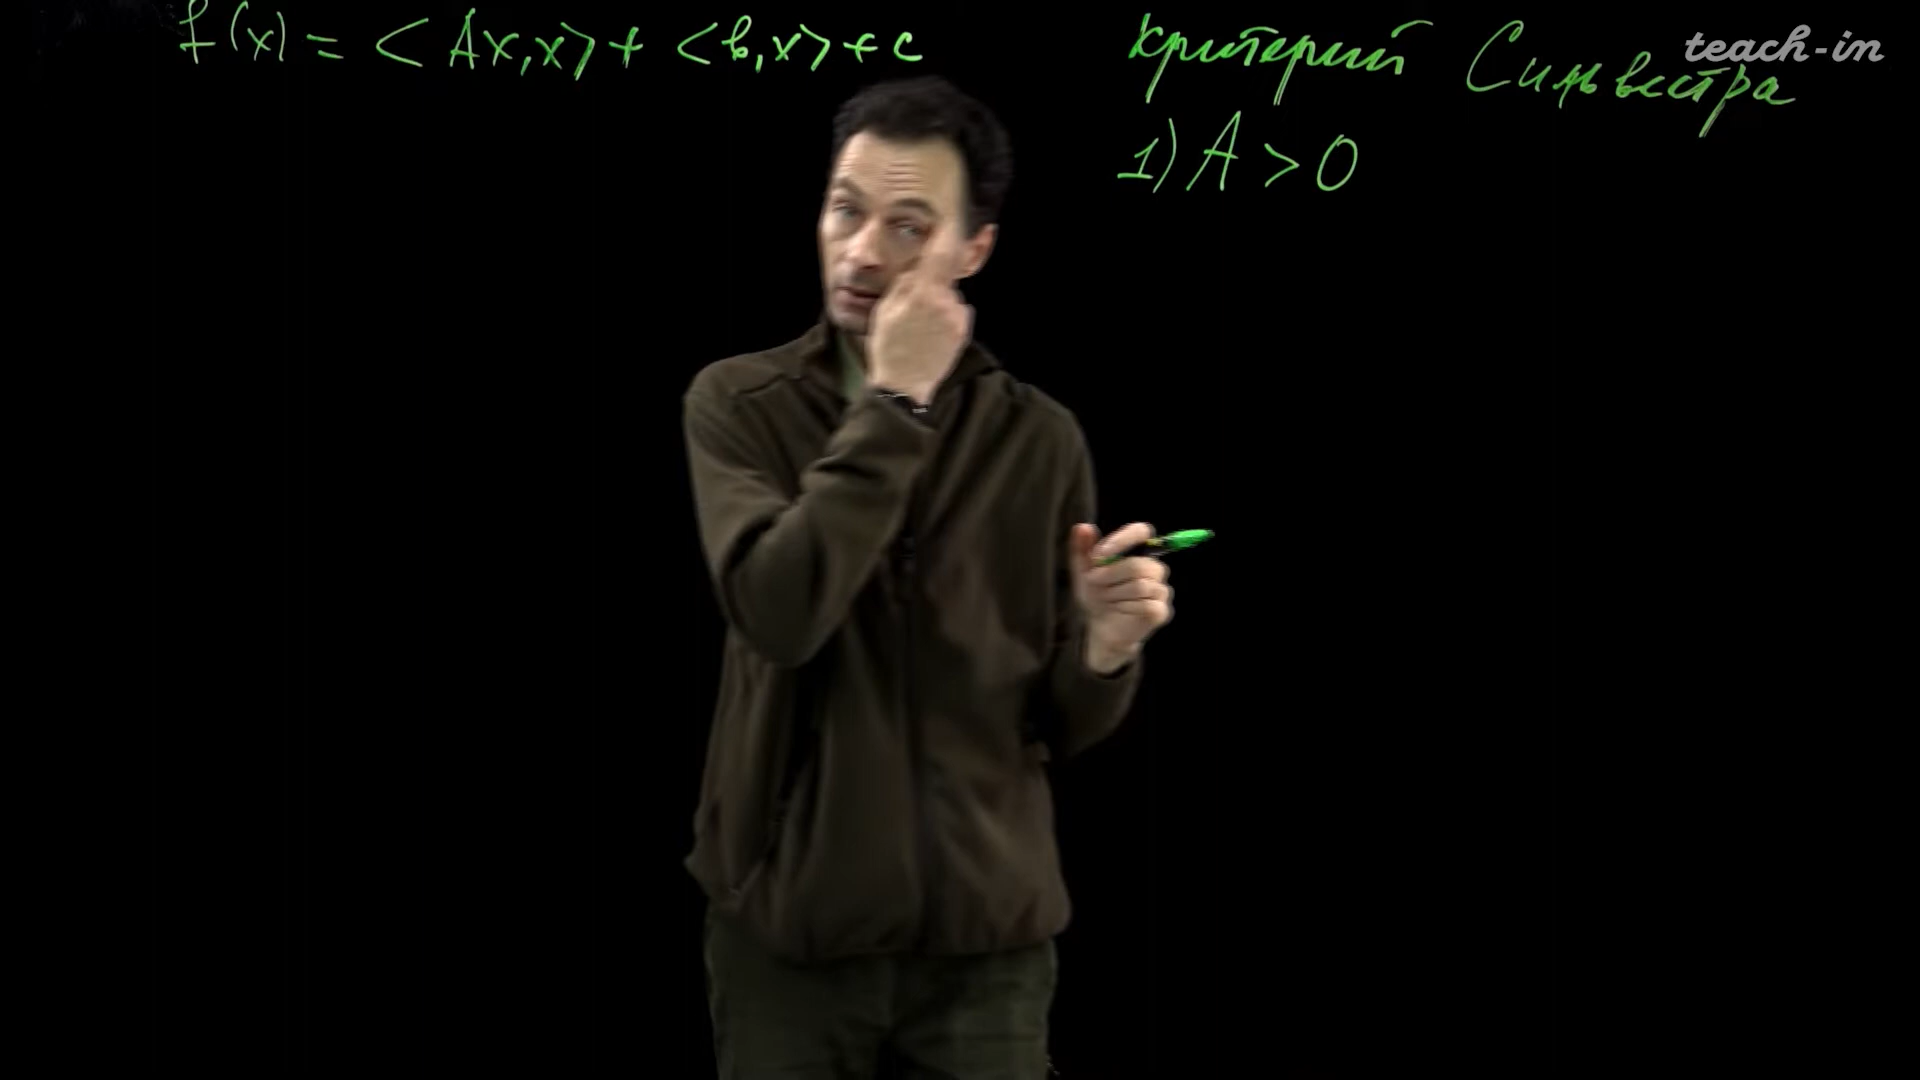 f(x) = <Ax,x> + <b,x> + c
критерий Сильвестра
1) A > 0
teach-in